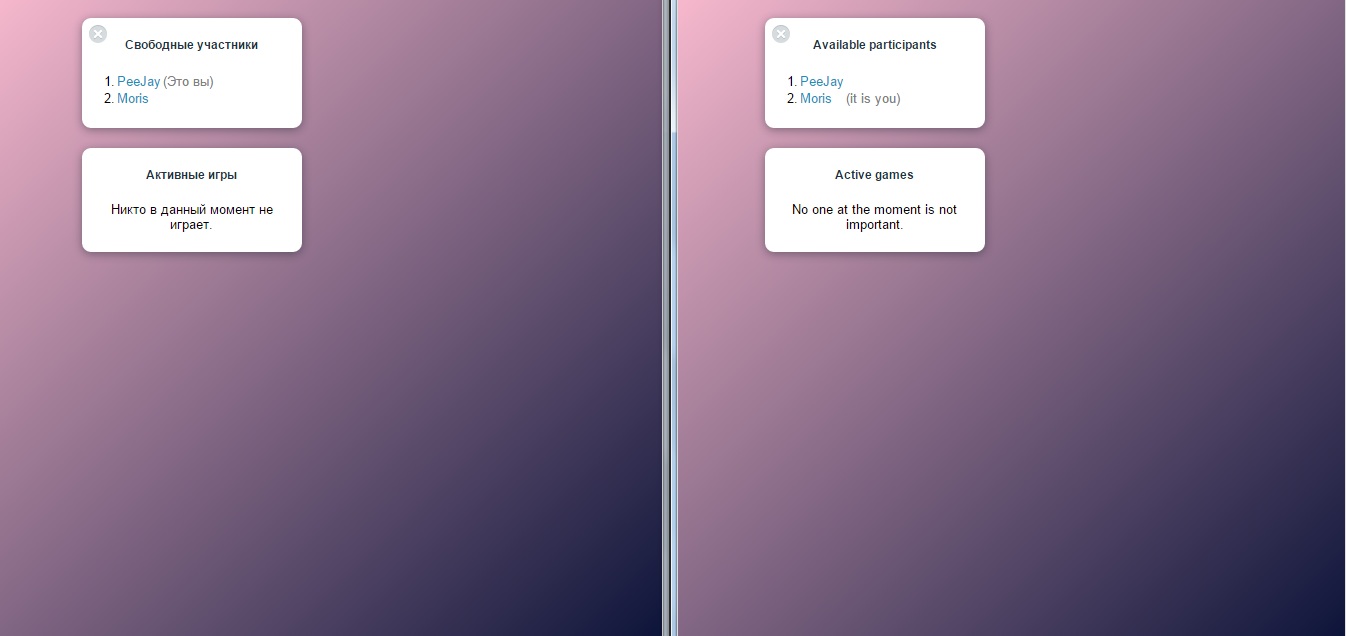 Свободные участники
1. PeeJay (Это вы)
2. Moris
Активные игры
Никто в данный момент не
играет.
Available participants
1. PeeJay
2. Moris (it is you)
Active games
No one at the moment is not
important.